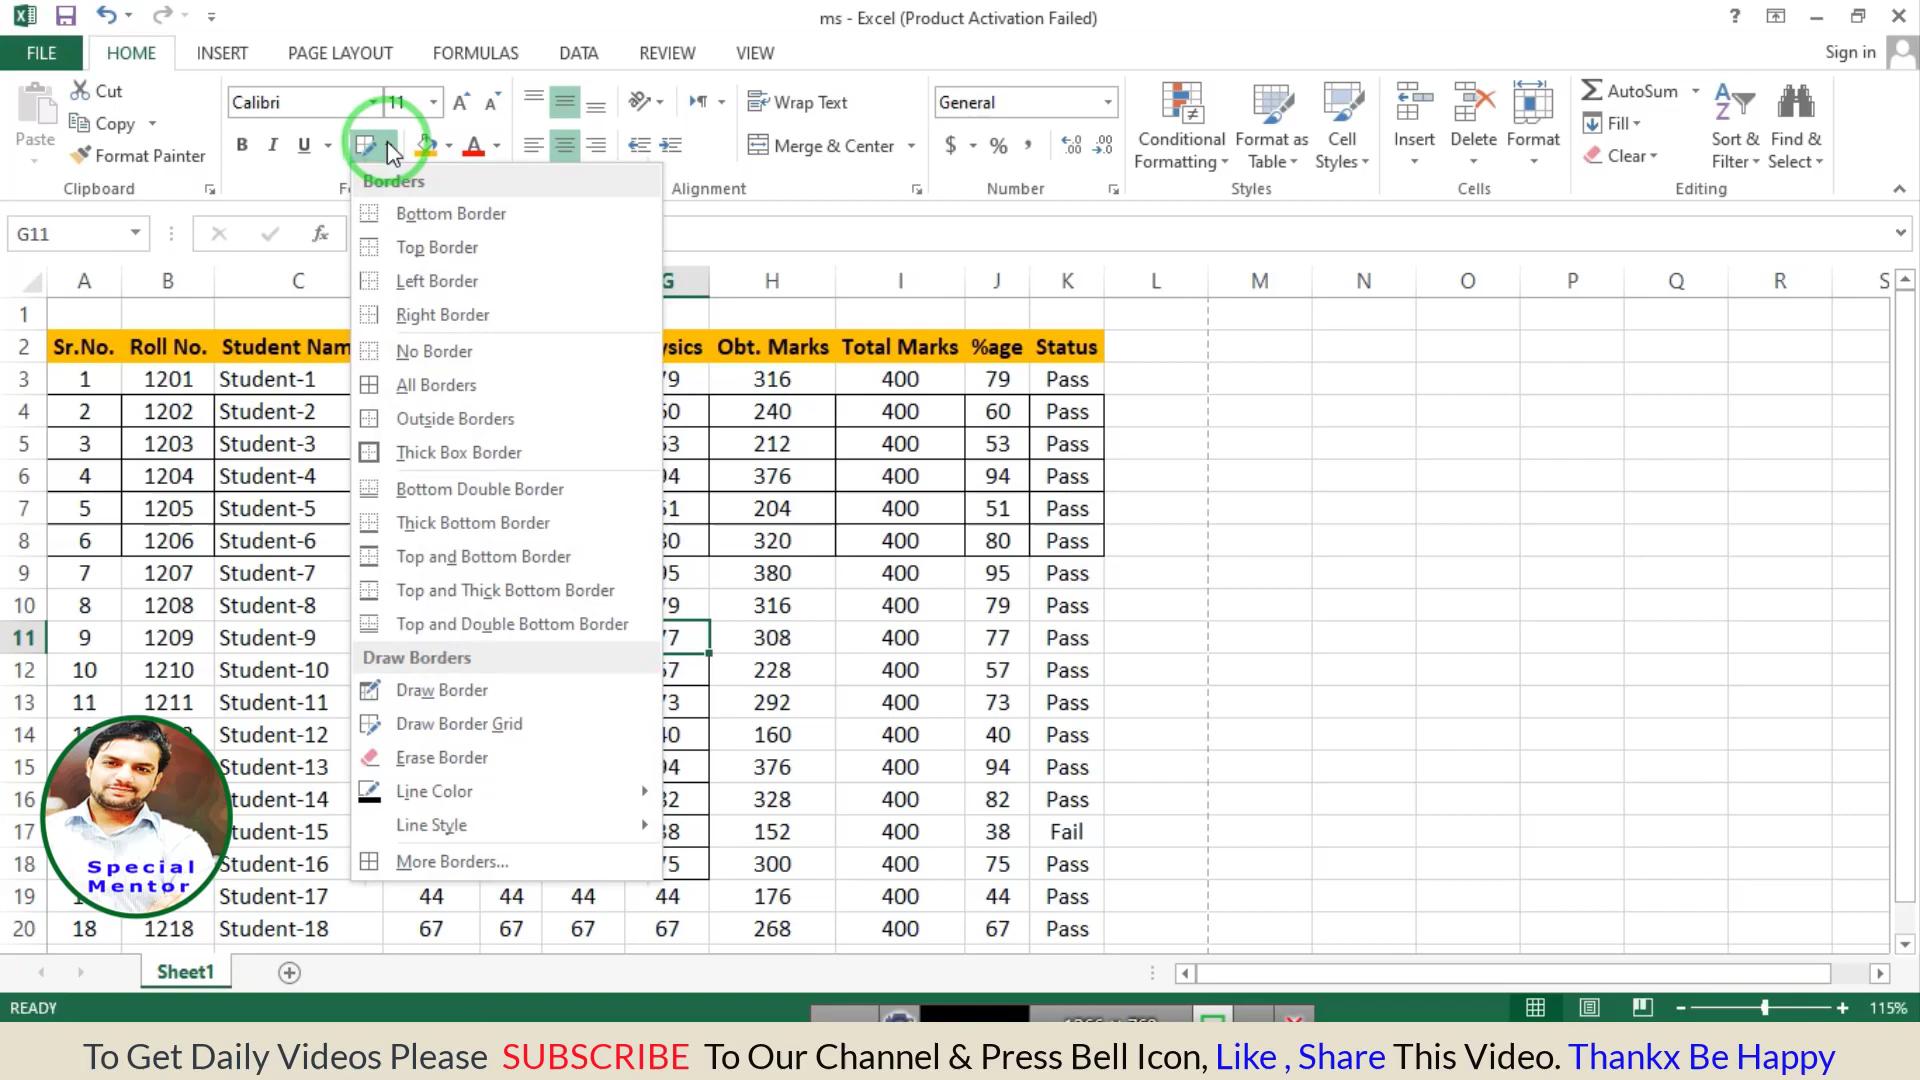 ms - Excel (Product Activation Failed)
FILE HOME INSERT PAGE LAYOUT FORMULAS DATA REVIEW VIEW Sign in
Cut
Copy
Format Painter
Paste
Clipboard
Calibri 11
B I U
Wrap Text
Merge & Center
Alignment
General
$ % ,
Number
Conditional Formatting
Format as Table
Cell Styles
Styles
Insert Delete Format
Cells
AutoSum
Fill
Clear
Sort & Filter
Find & Select
Editing
G11 fx
Borders
Bottom Border
Top Border
Left Border
Right Border
No Border
All Borders
Outside Borders
Thick Box Border
Bottom Double Border
Thick Bottom Border
Top and Bottom Border
Top and Thick Bottom Border
Top and Double Bottom Border
Draw Borders
Draw Border
Draw Border Grid
Erase Border
Line Color
Line Style
More Borders...
A B C G H I J K L M N O P Q R S
1
2 Sr.No. Roll No. Student Nam ysics Obt. Marks Total Marks %age Status
3 1 1201 Student-1 79 316 400 79 Pass
4 2 1202 Student-2 60 240 400 60 Pass
5 3 1203 Student-3 53 212 400 53 Pass
6 4 1204 Student-4 94 376 400 94 Pass
7 5 1205 Student-5 51 204 400 51 Pass
8 6 1206 Student-6 80 320 400 80 Pass
9 7 1207 Student-7 95 380 400 95 Pass
10 8 1208 Student-8 79 316 400 79 Pass
11 9 1209 Student-9 77 308 400 77 Pass
12 10 1210 Student-10 57 228 400 57 Pass
13 11 1211 Student-11 73 292 400 73 Pass
14 Student-12 40 160 400 40 Pass
15 Student-13 94 376 400 94 Pass
16 Student-14 82 328 400 82 Pass
17 Student-15 38 152 400 38 Fail
18 Student-16 75 300 400 75 Pass
19 Student-17 44 44 44 44 176 400 44 Pass
20 18 1218 Student-18 67 67 67 67 268 400 67 Pass
Special
Mentor
Sheet1
READY 115%
To Get Daily Videos Please SUBSCRIBE To Our Channel & Press Bell Icon, Like , Share This Video. Thankx Be Happy